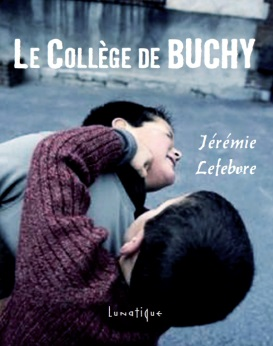 LE COLLÈGE DE BUCHY
Jérémie
Lefebvre
Lunatique